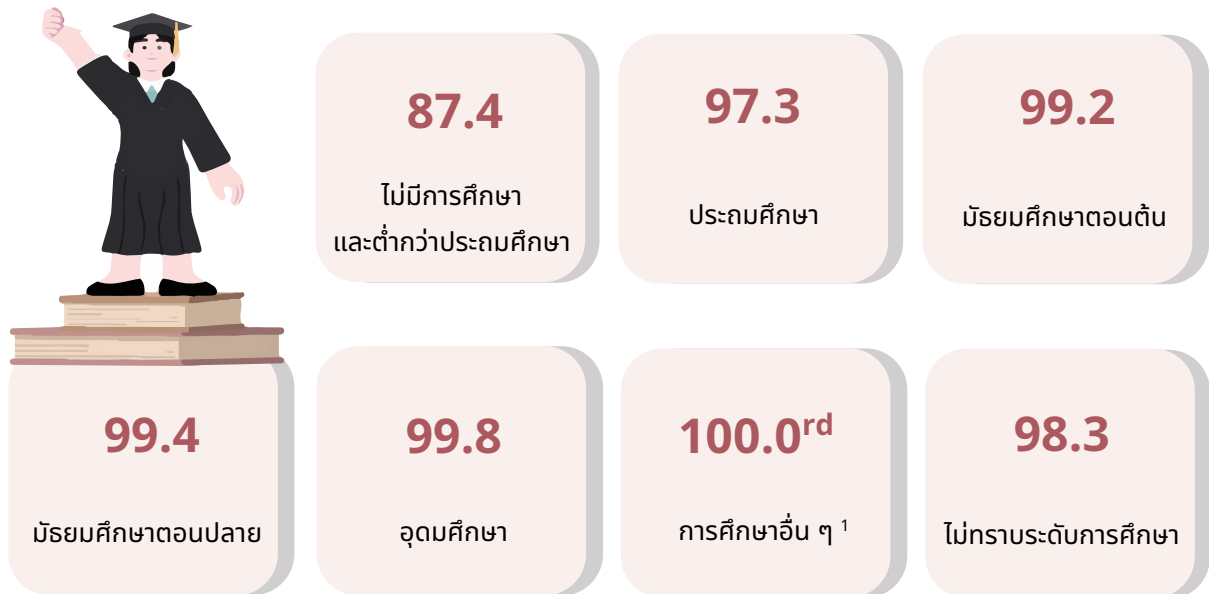 87.4
ไม่มีการศึกษา
และต่ำกว่าประถมศึกษา
97.3
ประถมศึกษา
99.2
มัธยมศึกษาตอนต้น
99.4
มัธยมศึกษาตอนปลาย
99.8
อุดมศึกษา
100.0rd
การศึกษาอื่น ๆ 1
98.3
ไม่ทราบระดับการศึกษา